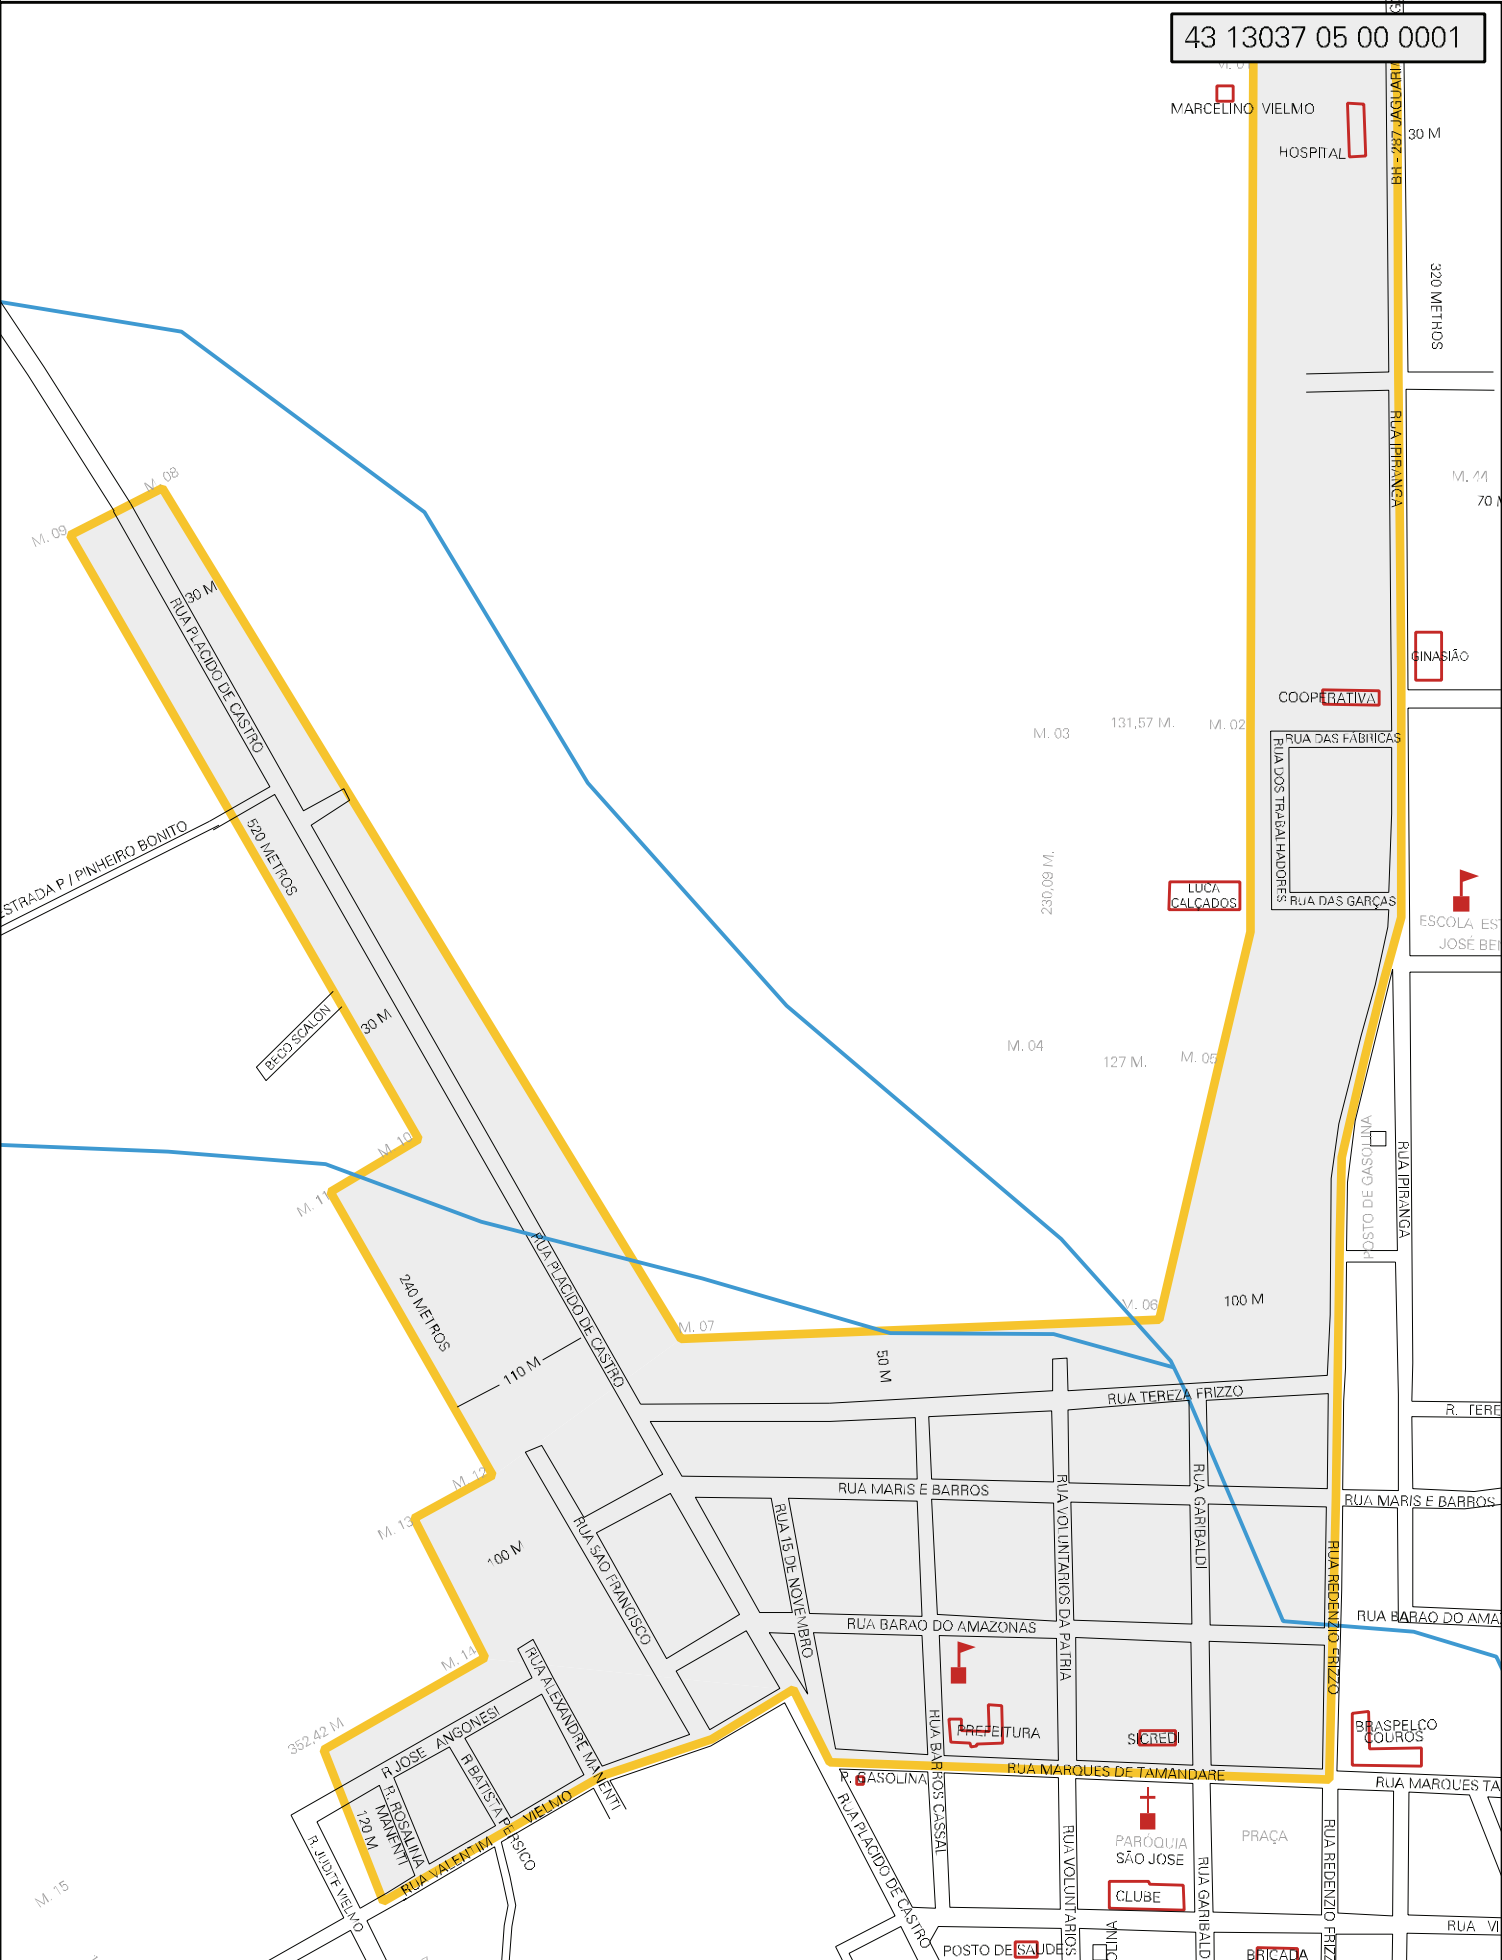 43 13037 05 00 0001
MARCELINO VIELMO
HOSPITAL
30 M
320 METROS
RUA IPIRANGA
M. 08
M. 09
30 M
RUA PLACIDO DE CASTRO
GINASIÃO
COOPERATIVA
M. 03
131,57 M.
M. 02
RUA DAS FÁBRICAS
RUA DOS TRABALHADORES
RUA DAS GARÇAS
LUCA
CALÇADOS
230,09 M.
520 METROS
ESTRADA P / PINHEIRO BONITO
ESCOLA
BECO SCALON
30 M
M. 04
127 M.
M. 05
M. 10
M. 11
POSTO DE GASOLINA
RUA IPIRANGA
240 METROS
RUA PLACIDO DE CASTRO
110 M
M. 07
M. 06
100 M
50 M
RUA TEREZA FRIZZO
M. 12
M. 13
100 M
RUA MARIS E BARROS
RUA MARIS E BARROS
RUA SAO FRANCISCO
RUA 15 DE NOVEMBRO
RUA VOLUNTARIOS DA PATRIA
RUA GARIBALDI
RUA REDENZIO FRIZZO
RUA BARAO DO AMAZONAS
RUA BARAO DO
M. 14
352,42 M
R JOSE ANGONESI
RUA ALEXANDRE MANENTI
R BATISTA PERSICO
R. ROSALINA
MANENTI
120 M
RUA VALENTIM VIELMO
R. JUDITE VIELMO
M. 15
PREFEITURA
SICREDI
BRASPELCO
COUROS
RUA BARROS CASSAL
RUA MARQUES DE TAMANDARE
RUA MARQUES
P. GASOLINA
RUA PLACIDO DE CASTRO
RUA VOLUNTARIOS
PARÓQUIA
SÃO JOSE
PRAÇA
CLUBE
RUA
RUA REDENZIO
RUA
POSTO DE SAUDE
BRIGADA